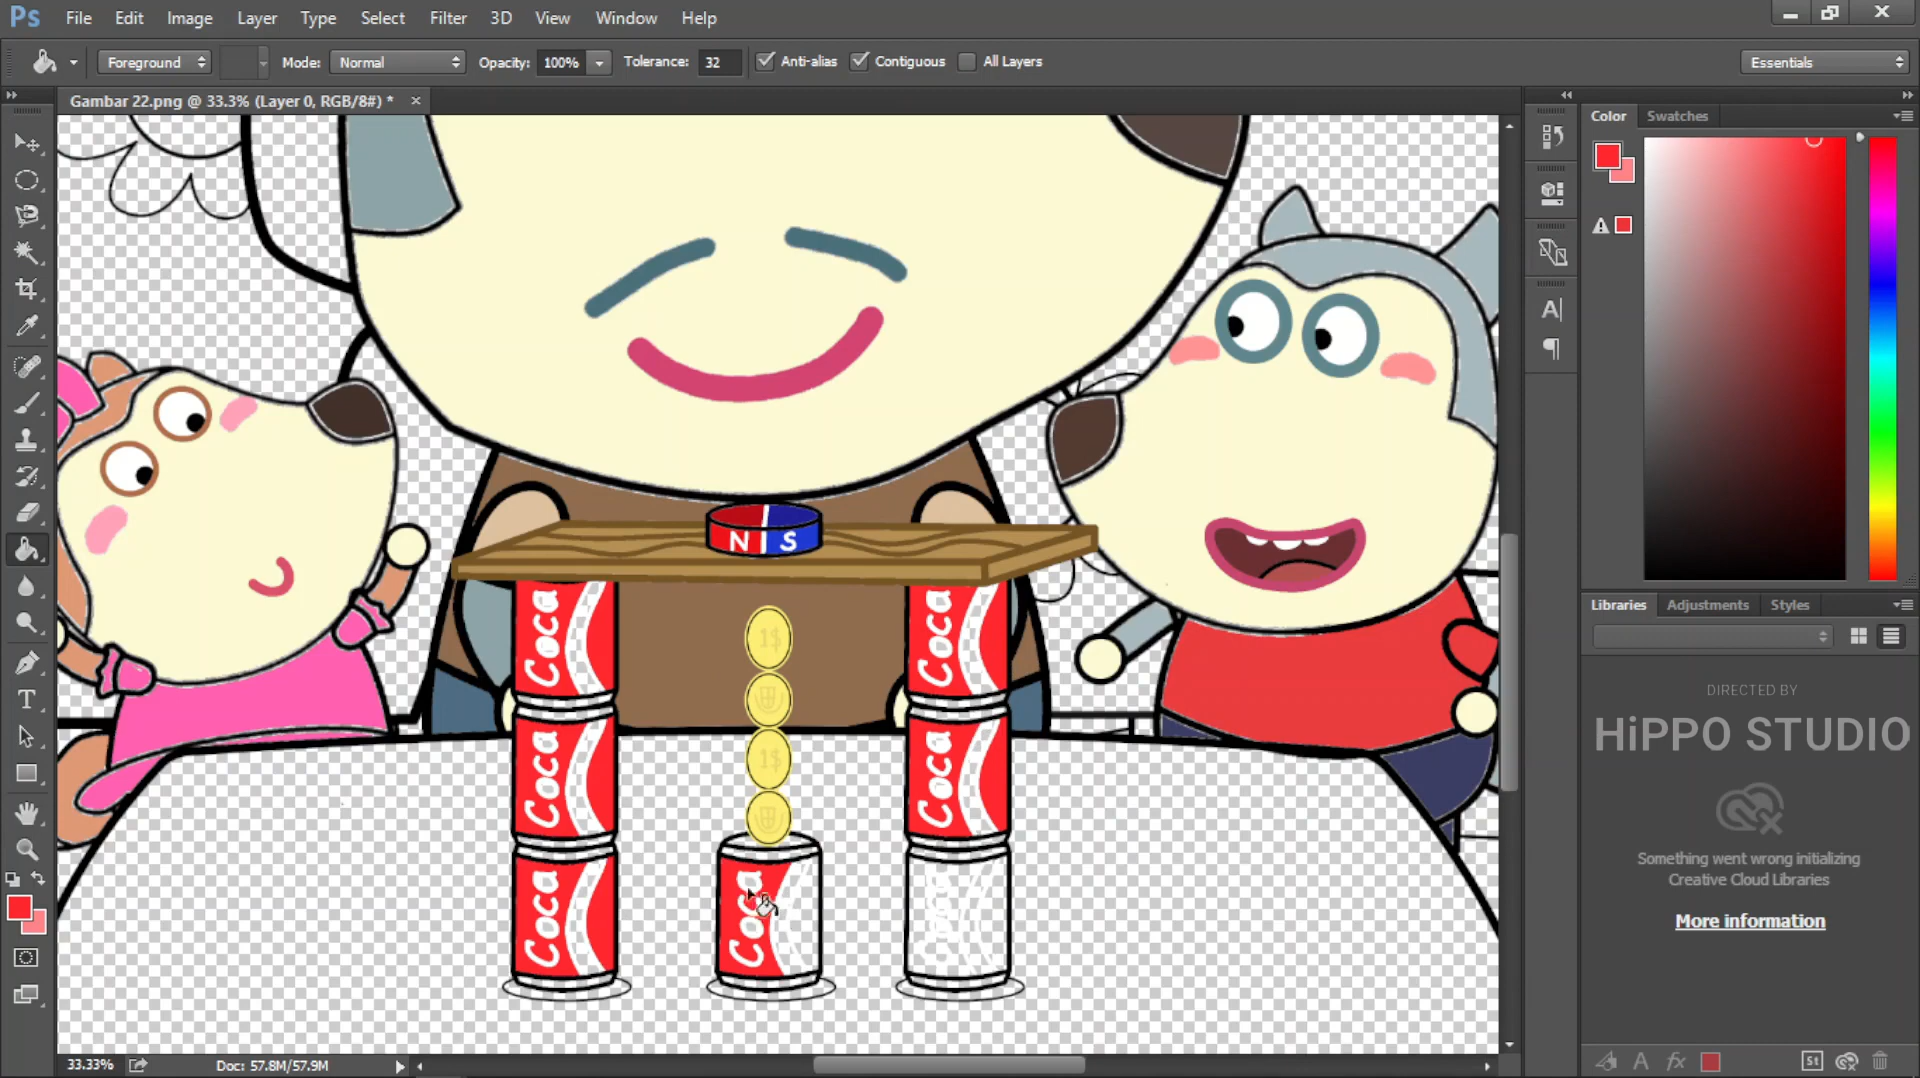 Ps File Edit Image Layer Type Select Filter 3D View Window Help
Foreground Mode: Normal Opacity: 100% Tolerance: 32 Anti-alias Contiguous All Layers Essentials
Gambar 22.png @ 33.3% (Layer 0, RGB/8#) * ×
Color Swatches
N S
Coca Coca
1$
Coca Coca
1$
Coca Coca Coca
Libraries Adjustments Styles
DIRECTED BY
HiPPO STUDIO
Something went wrong initializing
Creative Cloud Libraries
More information
33.33% Doc: 57.8M/57.9M
St